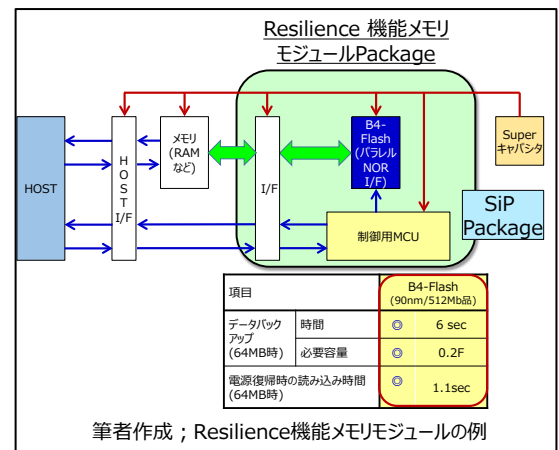 Resilience 機能メモリ
モジュールPackage
HOST
HOST
I/F
メモリ
(RAM
など)
I/F
B4-
Flash
(パラレル
NOR
I/F)
制御用MCU
Super
キャパシタ
SiP
Package
項目
B4-Flash
(90nm/512Mb品)
データバック
アップ
(64MB時)
時間
◎ 6 sec
必要容量
◎ 0.2F
電源復帰時の読み込み時間
(64MB時)
◎ 1.1sec
筆者作成；Resilience機能メモリモジュールの例